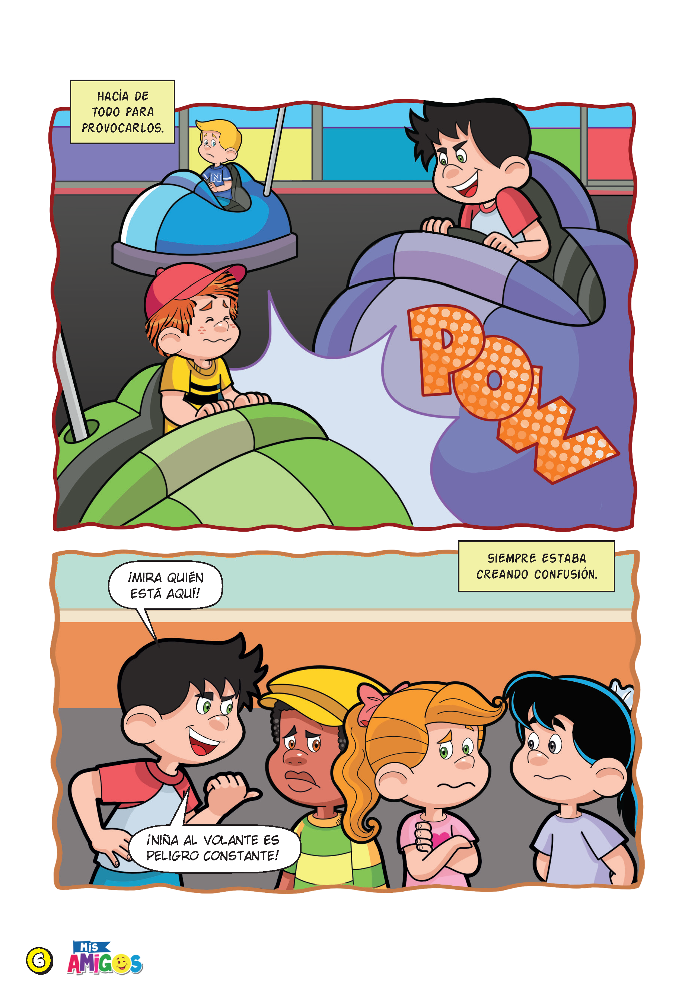 HACÍA DE
TODO PARA
PROVOCARLOS.
N
POW
SIEMPRE ESTABA
CREANDO CONFUSIÓN.
¡MIRA QUIÉN
ESTÁ AQUÍ!
¡NIÑA AL VOLANTE ES
PELIGRO CONSTANTE!
6
MIS
AMIGOS